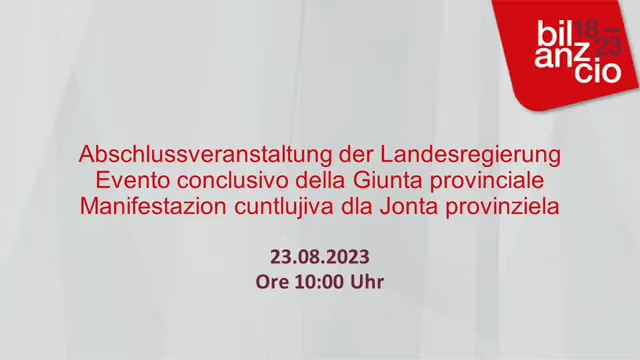 bil 18—
anz 23
cio
Abschlussveranstaltung der Landesregierung
Evento conclusivo della Giunta provinciale
Manifestazion cuntlujiva dla Jonta provinziela
23.08.2023
Ore 10:00 Uhr